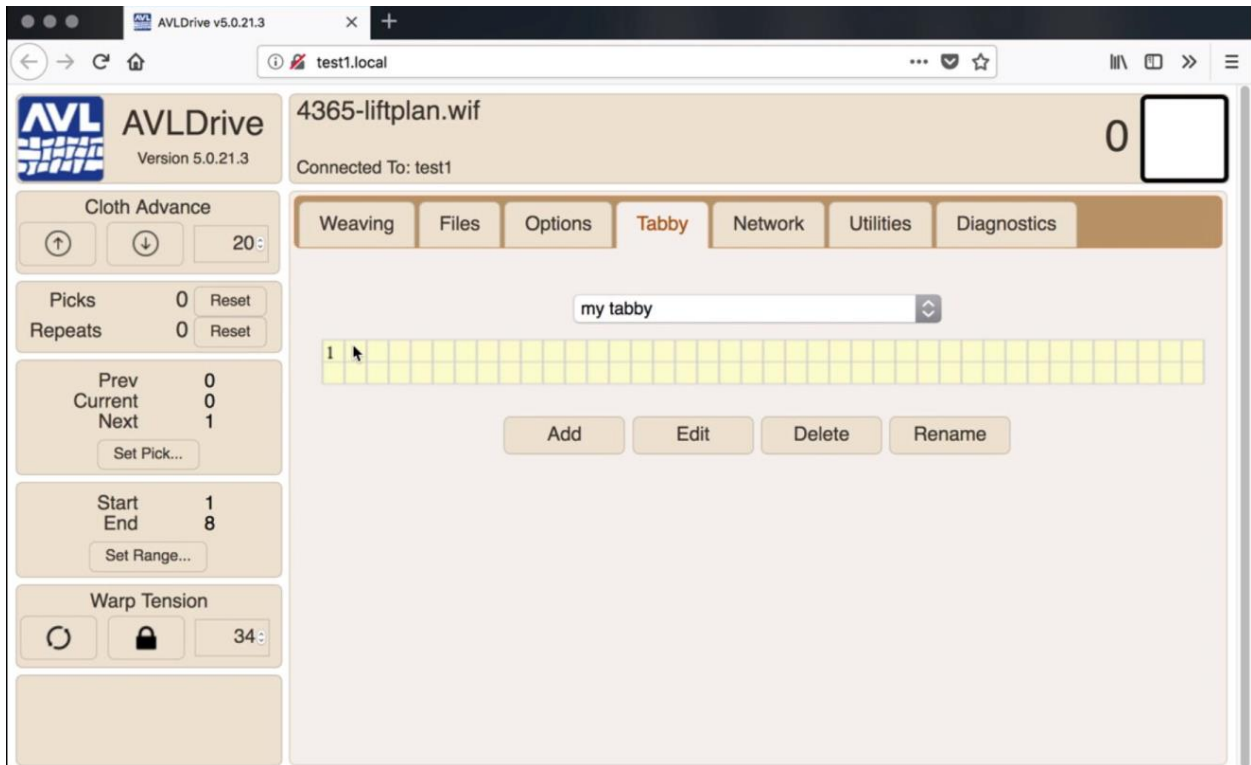 AVLDrive v5.0.21.3
test1.local
AVL
AVLDrive
Version 5.0.21.3
4365-liftplan.wif
Connected To: test1
0
Cloth Advance
20
Weaving Files Options Tabby Network Utilities Diagnostics
Picks 0 Reset
Repeats 0 Reset
my tabby
1
Prev 0
Current 0
Next 1
Set Pick...
Add Edit Delete Rename
Start 1
End 8
Set Range...
Warp Tension
34